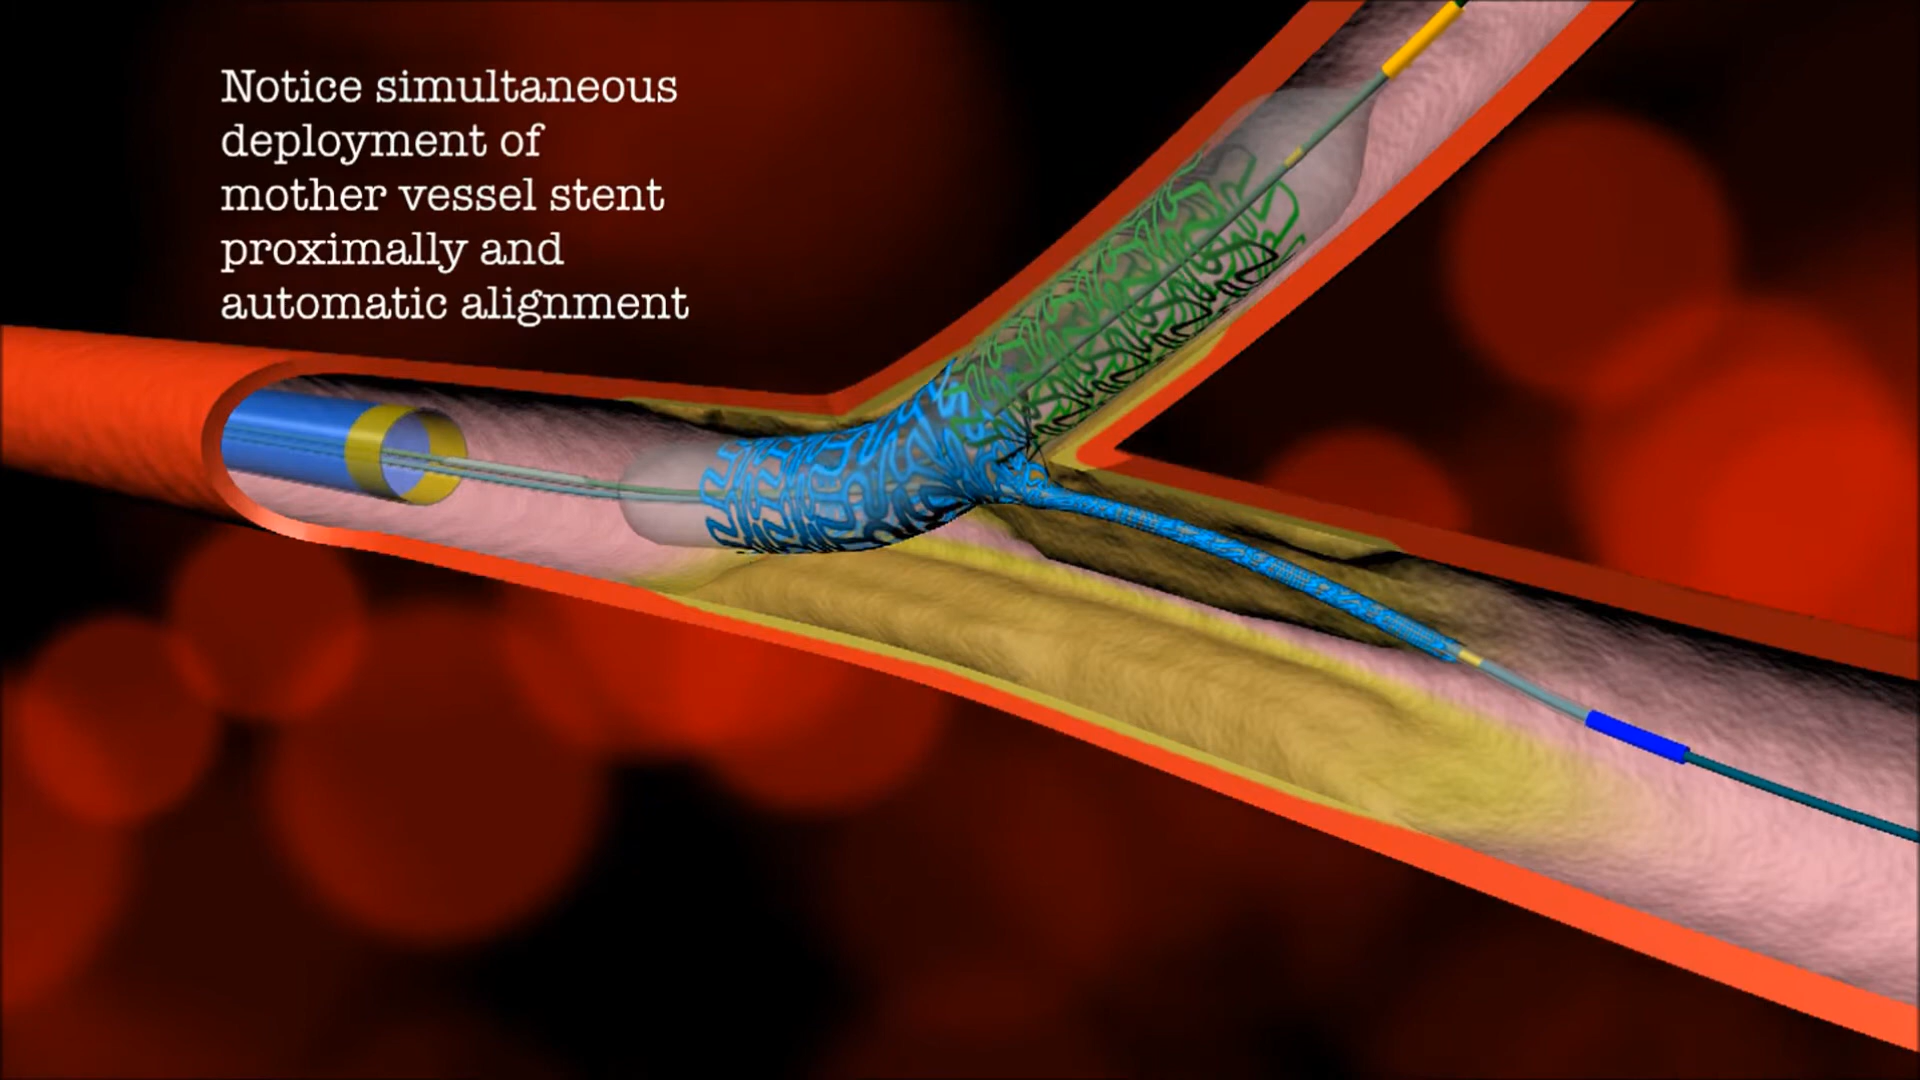 Notice simultaneous
deployment of
mother vessel stent
proximally and
automatic alignment